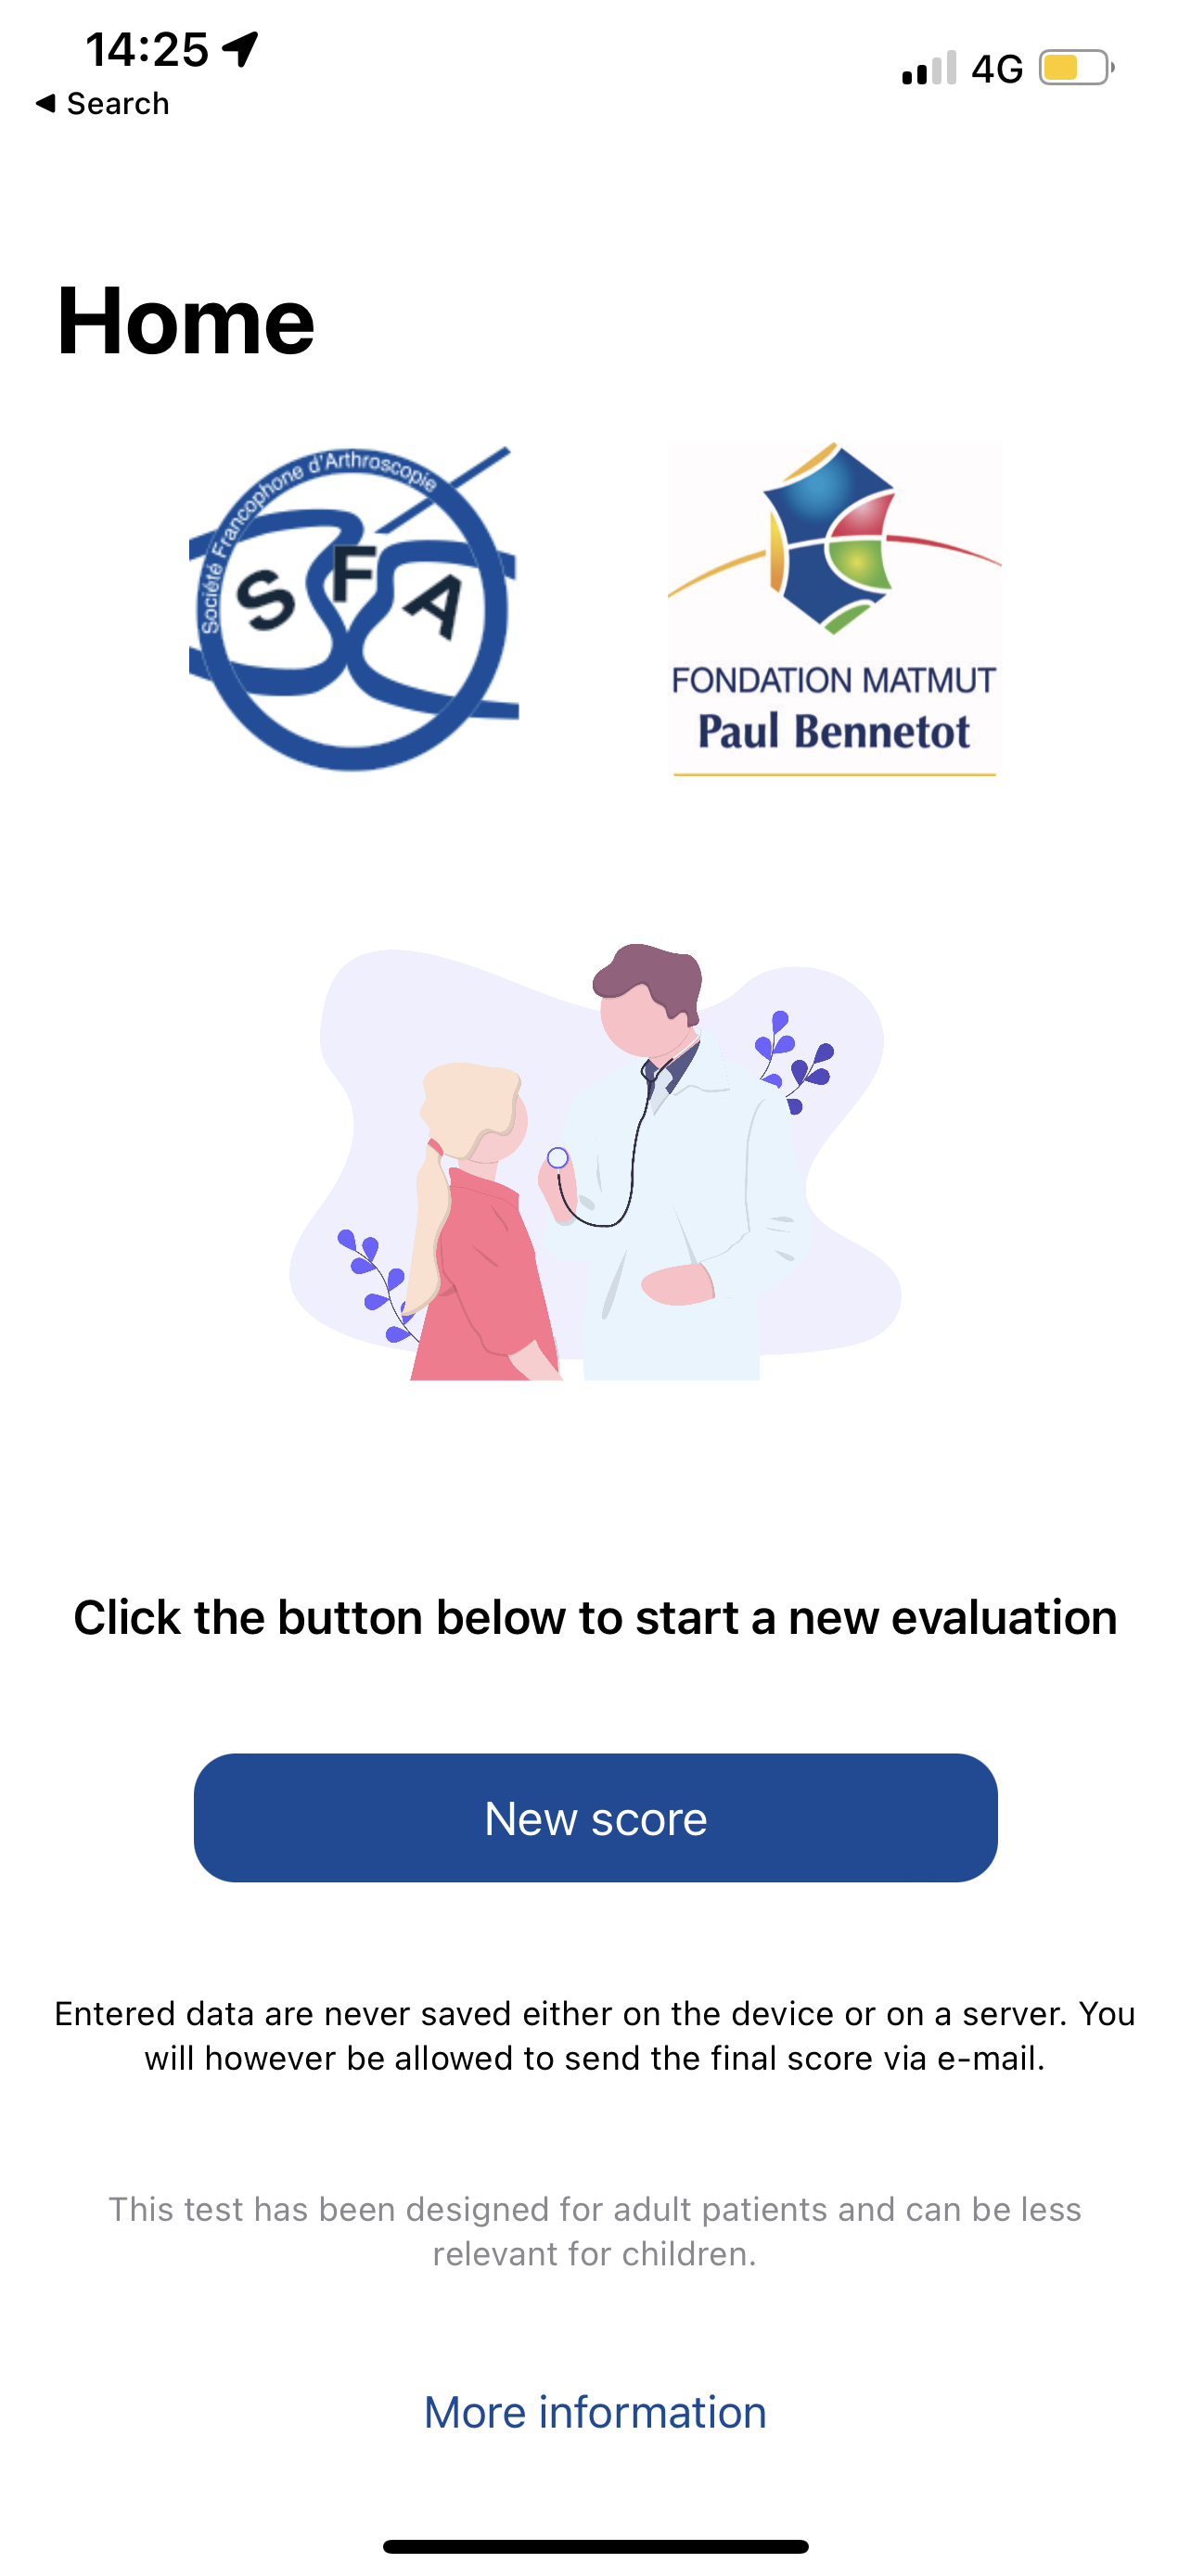 14:25
4G
Search
Home
Société Francophone d'Arthroscopie
S F A
FONDATION MATMUT
Paul Bennetot
Click the button below to start a new evaluation
New score
Entered data are never saved either on the device or on a server. You
will however be allowed to send the final score via e-mail.
This test has been designed for adult patients and can be less
relevant for children.
More information